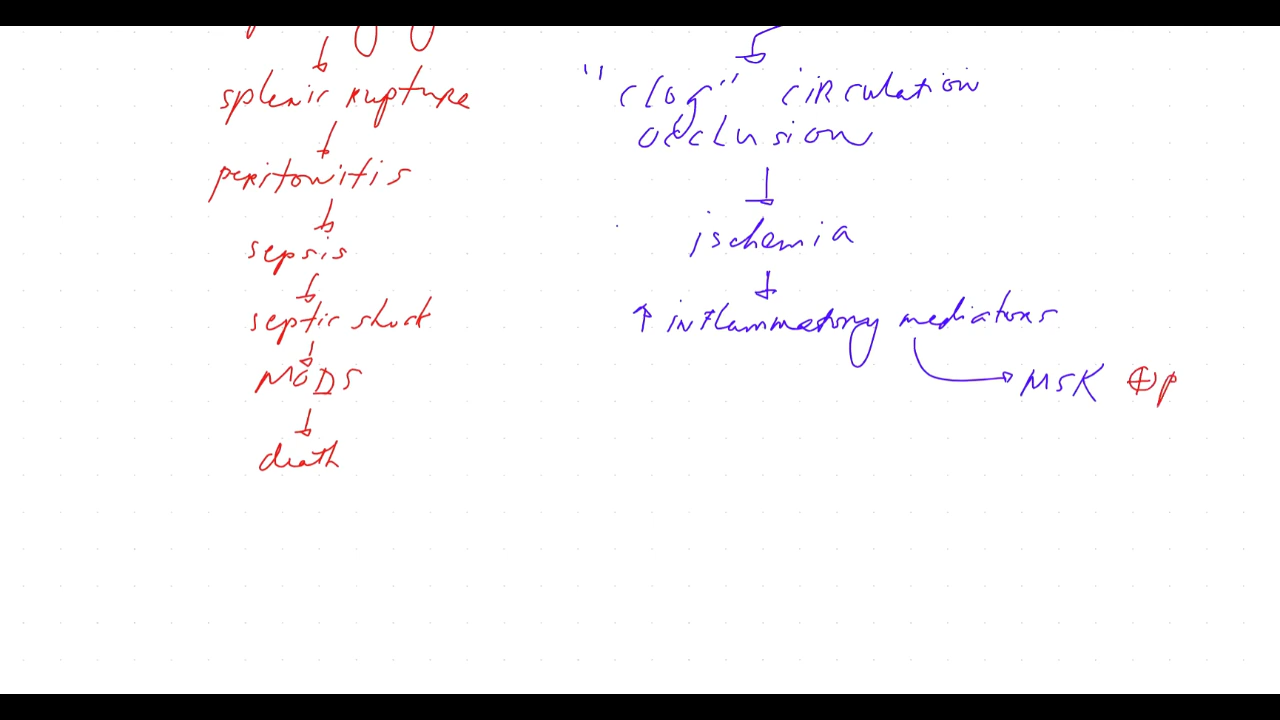 splenic rupture
peritonitis
sepsis
septic shock
MODS
death
"clog" circulation
occlusion
ischemia
↑ inflammatory mediators
MSK ⊕p